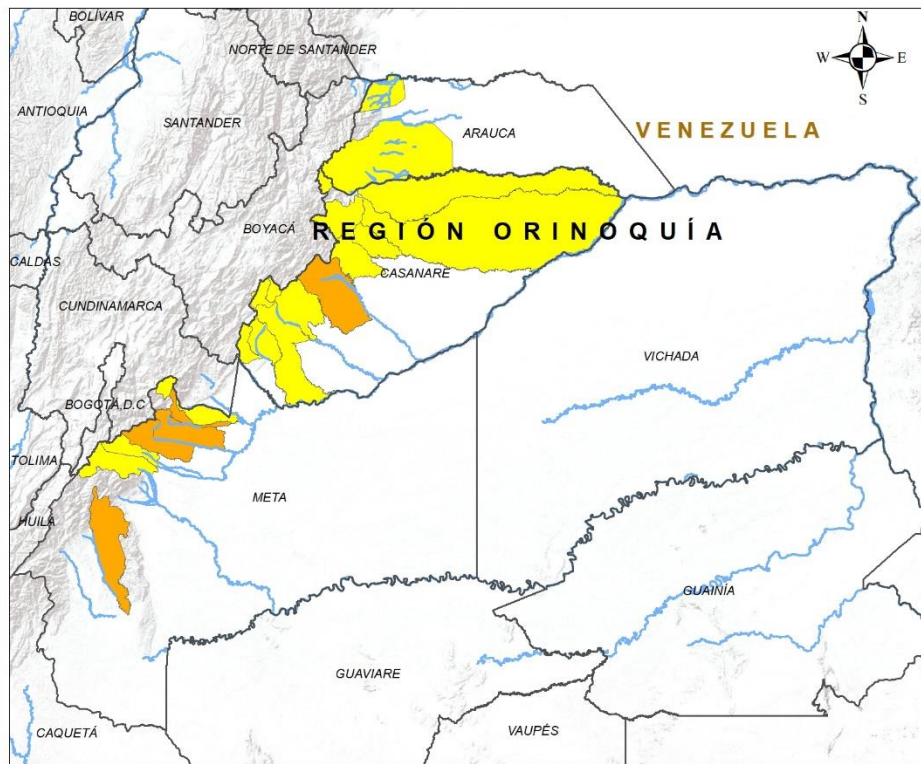 BOLÍVAR
NORTE DE SANTANDER
N
W E
S
ANTIOQUIA
SANTANDER
ARAUCA
VENEZUELA
BOYACÁ
REGIÓN ORINOQUÍA
CALDAS
CASANARE
CUNDINAMARCA
VICHADA
BOGOTÁ, D.C
TOLIMA
META
HUILA
GUAINÍA
GUAVIARE
CAQUETÁ
VAUPÉS